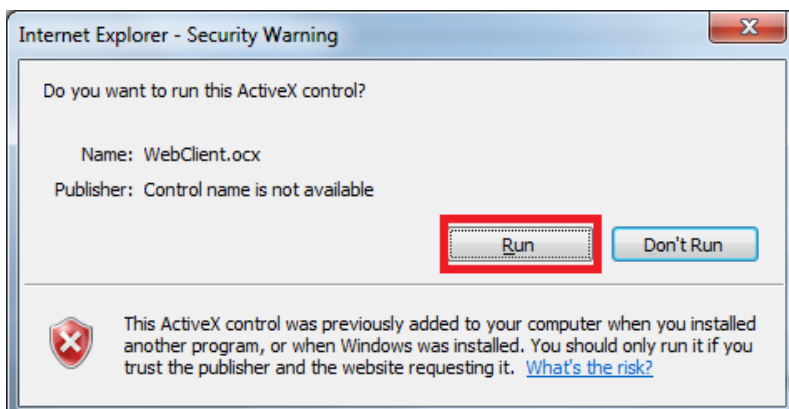 Internet Explorer - Security Warning
Do you want to run this ActiveX control?
Name: WebClient.ocx
Publisher: Control name is not available
Run Don't Run
This ActiveX control was previously added to your computer when you installed
another program, or when Windows was installed. You should only run it if you
trust the publisher and the website requesting it. What's the risk?